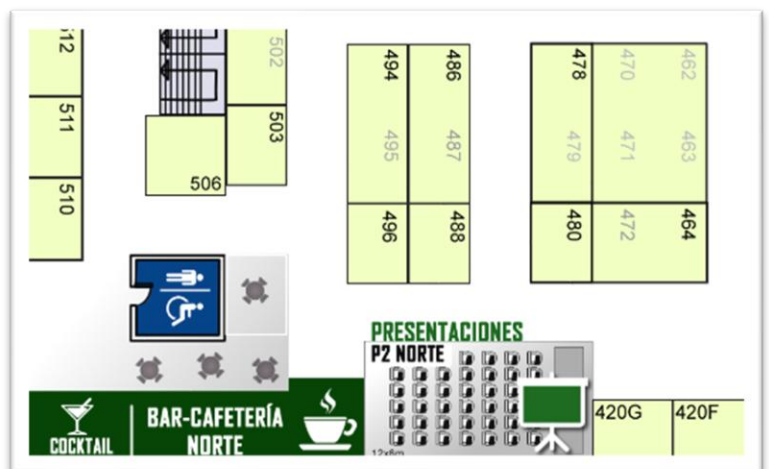 512
511
510
502
503
506
494
495
496
486
487
488
478
479
480
470
471
472
462
463
464
PRESENTACIONES
P2 NORTE
12x6m
COCKTAIL
BAR-CAFETERÍA
NORTE
420G
420F